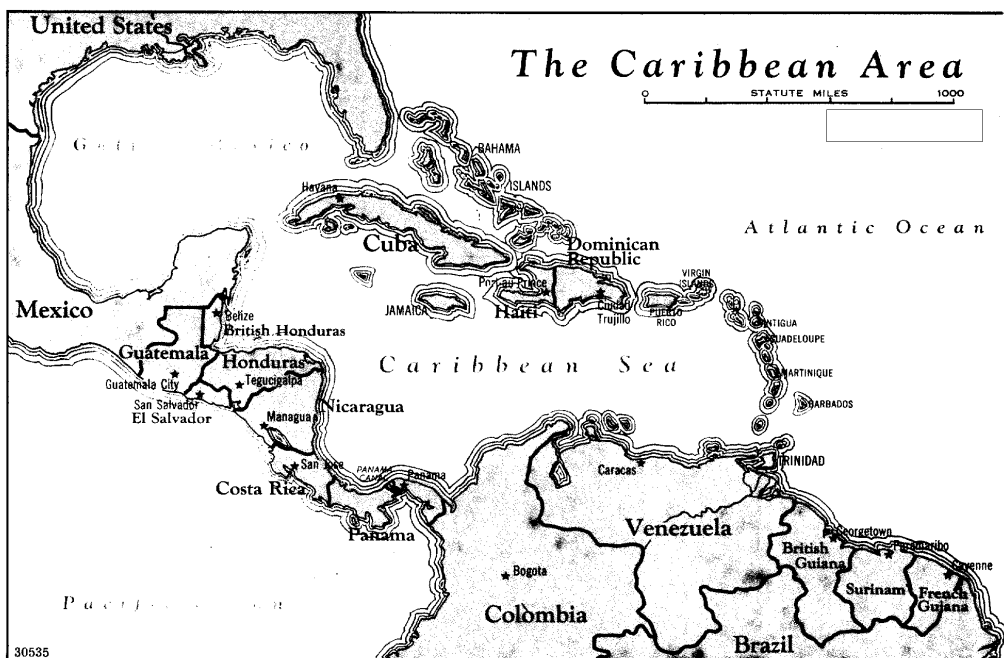 United States
The Caribbean Area
STATUTE MILES
0 1000
BAHAMA
ISLANDS
Havana
Cuba
Atlantic Ocean
Dominican
Republic
VIRGIN
ISLANDS
Port au Prince
Mexico
JAMAICA
Haiti
Ciudad
Trujillo
PUERTO
RICO
Belize
British Honduras
ANTIGUA
GUADELOUPE
Guatemala
Honduras
Caribbean Sea
MARTINIQUE
Guatemala City
Tegucigalpa
San Salvador
El Salvador
Nicaragua
BARBADOS
Managua
San Jose
PANAMA
CANAL
Panama
Caracas
TRINIDAD
Costa Rica
Panama
Venezuela
Georgetown
British
Guiana
Paramaribo
Cayenne
Bogota
Surinam
French
Guiana
Colombia
Brazil
30535